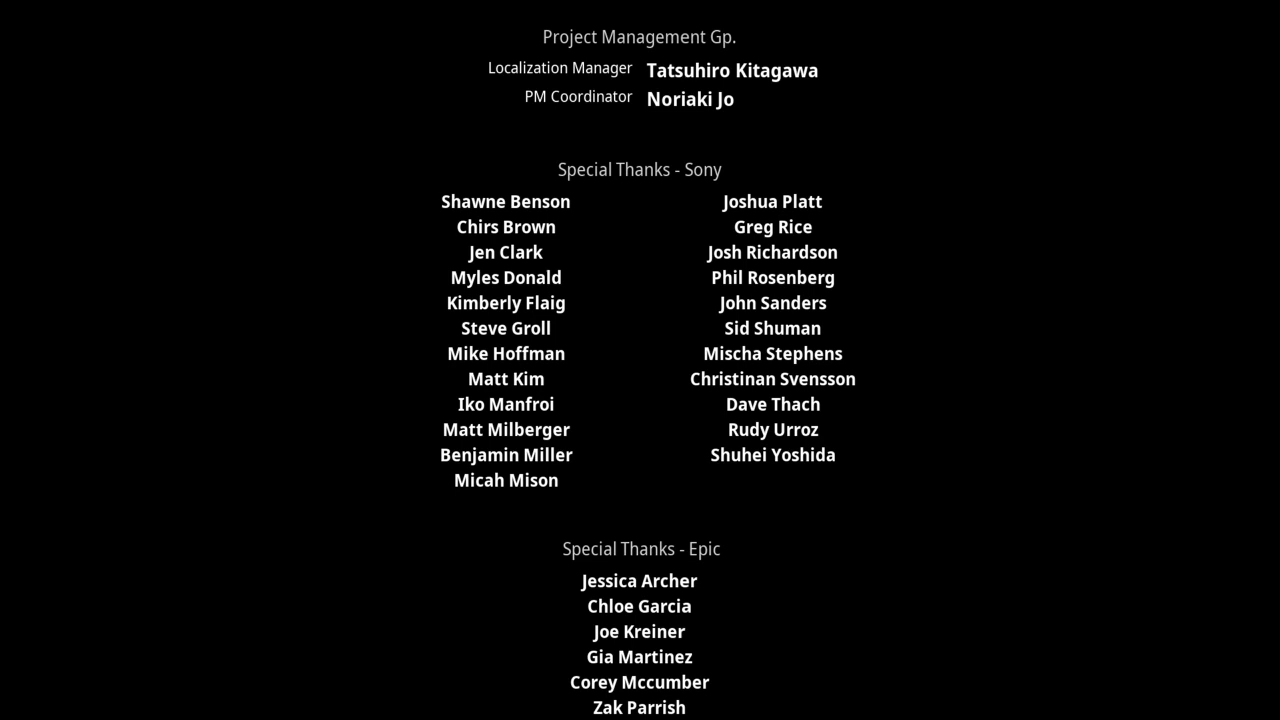 Project Management Gp.
Localization Manager Tatsuhiro Kitagawa
PM Coordinator Noriaki Jo
Special Thanks - Sony
Shawne Benson
Chirs Brown
Jen Clark
Myles Donald
Kimberly Flaig
Steve Groll
Mike Hoffman
Matt Kim
Iko Manfroi
Matt Milberger
Benjamin Miller
Micah Mison
Joshua Platt
Greg Rice
Josh Richardson
Phil Rosenberg
John Sanders
Sid Shuman
Mischa Stephens
Christinan Svensson
Dave Thach
Rudy Urroz
Shuhei Yoshida
Special Thanks - Epic
Jessica Archer
Chloe Garcia
Joe Kreiner
Gia Martinez
Corey Mccumber
Zak Parrish